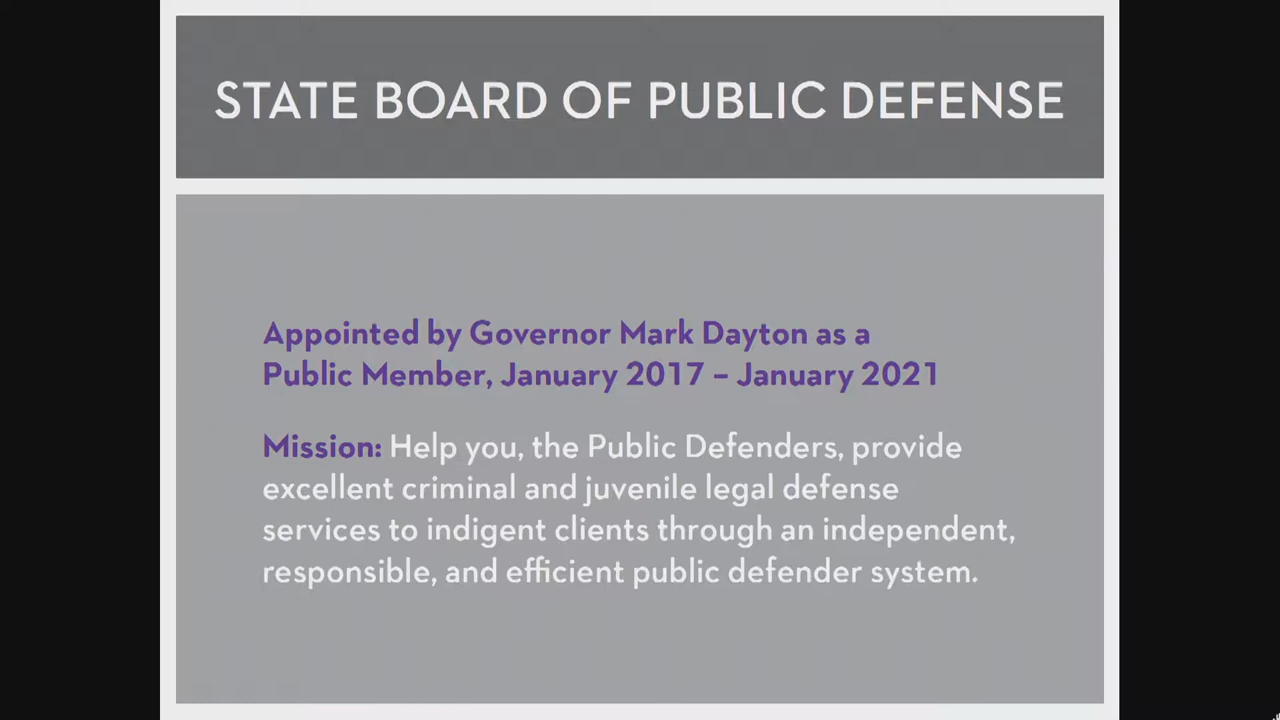 STATE BOARD OF PUBLIC DEFENSE
Appointed by Governor Mark Dayton as a
Public Member, January 2017 – January 2021
Mission: Help you, the Public Defenders, provide
excellent criminal and juvenile legal defense
services to indigent clients through an independent,
responsible, and efficient public defender system.